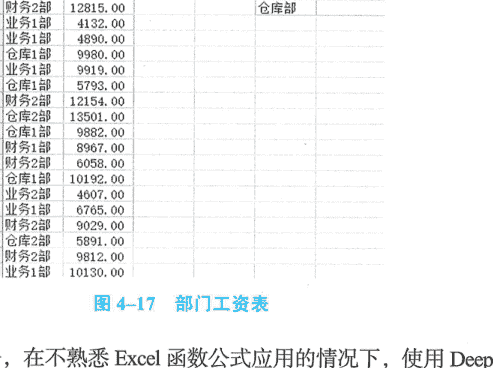 财务2部 12815.00 仓库部
业务1部 4132.00
业务1部 4890.00
仓库1部 9980.00
业务1部 9919.00
仓库1部 5793.00
财务2部 12154.00
仓库2部 13501.00
仓库1部 9882.00
财务1部 8967.00
财务2部 6058.00
仓库1部 10192.00
业务2部 4607.00
业务1部 6765.00
财务2部 9029.00
仓库2部 5891.00
财务2部 9812.00
业务1部 10130.00
图 4–17 部门工资表
，在不熟悉 Excel 函数公式应用的情况下，使用 Deep